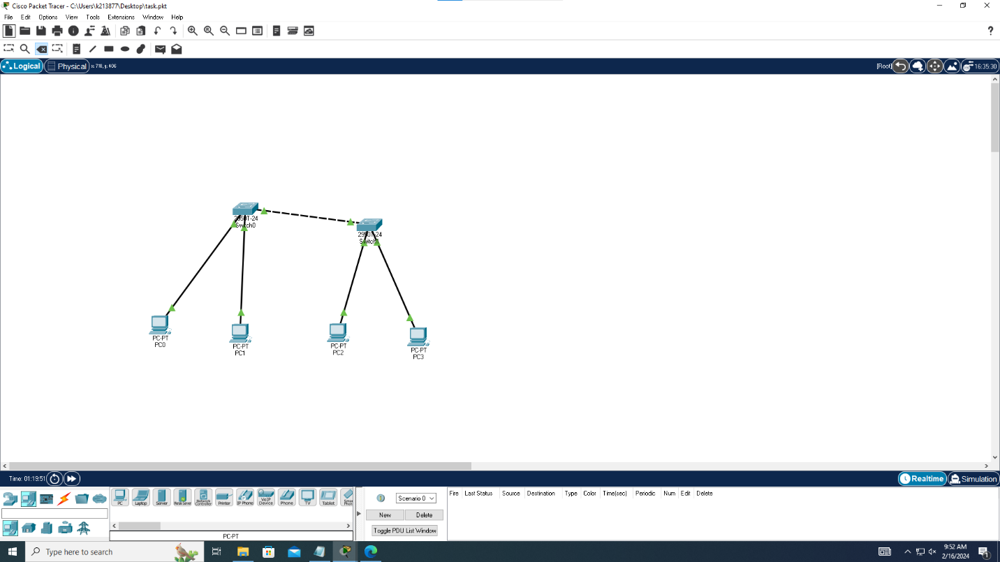 Cisco Packet Tracer - C:\Users\k213877\Desktop\task.pkt
File Edit Options View Tools Extensions Window Help
?
Logical Physical x: 718, y: 406 [Root] 16:35:30
2950T-24
Switch0
2950T-24
Switch1
PC-PT
PC0
PC-PT
PC1
PC-PT
PC2
PC-PT
PC3
Time: 01:19:51 Realtime Simulation
PC Laptop Server Meraki Server Network Controller Printer IP Phone VoIP Device Phone TV Tablet Smart Phone
PC-PT
Scenario 0
New Delete
Toggle PDU List Window
Fire Last Status Source Destination Type Color Time(sec) Periodic Num Edit Delete
Type here to search
9:52 AM
2/16/2024
1